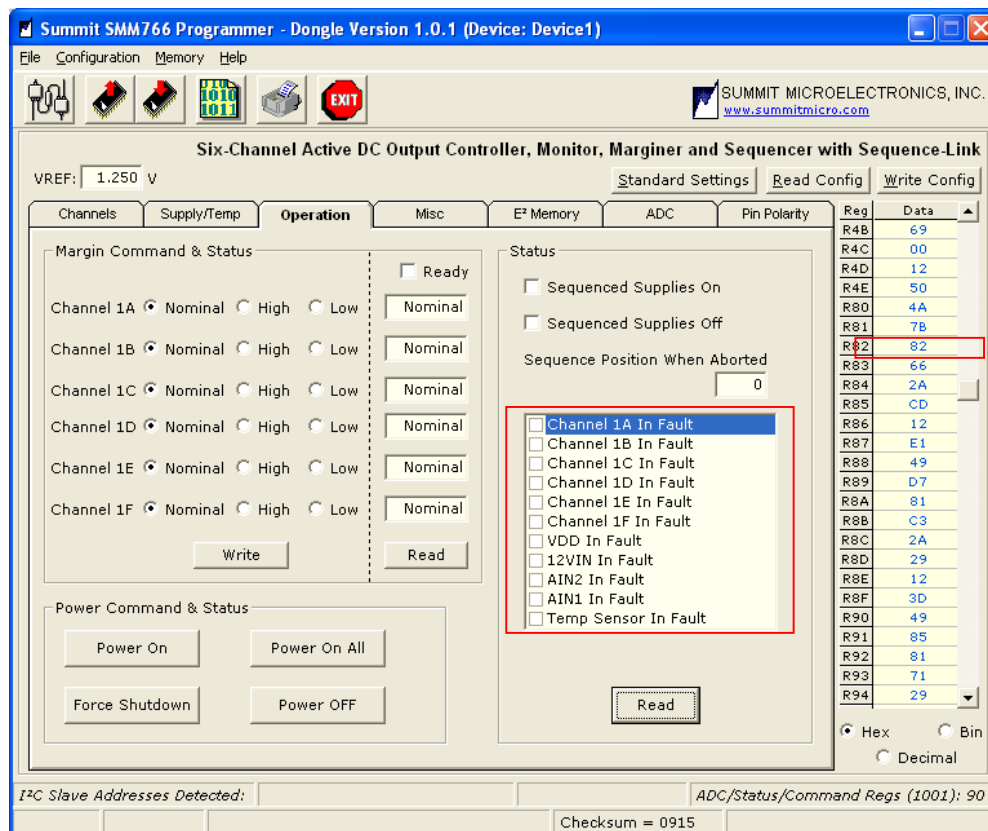 Summit SMM766 Programmer - Dongle Version 1.0.1 (Device: Device1)
File Configuration Memory Help
1010
1011
EXIT
SUMMIT MICROELECTRONICS, INC.
www.summitmicro.com
Six-Channel Active DC Output Controller, Monitor, Marginer and Sequencer with Sequence-Link
VREF: 1.250 V
Standard Settings Read Config Write Config
Channels Supply/Temp Operation Misc E² Memory ADC Pin Polarity
Margin Command & Status
Ready
Channel 1A Nominal High Low Nominal
Channel 1B Nominal High Low Nominal
Channel 1C Nominal High Low Nominal
Channel 1D Nominal High Low Nominal
Channel 1E Nominal High Low Nominal
Channel 1F Nominal High Low Nominal
Write Read
Power Command & Status
Power On Power On All
Force Shutdown Power OFF
Status
Sequenced Supplies On
Sequenced Supplies Off
Sequence Position When Aborted
0
Channel 1A In Fault
Channel 1B In Fault
Channel 1C In Fault
Channel 1D In Fault
Channel 1E In Fault
Channel 1F In Fault
VDD In Fault
12VIN In Fault
AIN2 In Fault
AIN1 In Fault
Temp Sensor In Fault
Read
Reg Data
R4B 69
R4C 00
R4D 12
R4E 50
R80 4A
R81 7B
R82 82
R83 66
R84 2A
R85 CD
R86 12
R87 E1
R88 49
R89 D7
R8A 81
R8B C3
R8C 2A
R8D 29
R8E 12
R8F 3D
R90 49
R91 85
R92 81
R93 71
R94 29
Hex Bin
Decimal
I²C Slave Addresses Detected: ADC/Status/Command Regs (1001): 90
Checksum = 0915